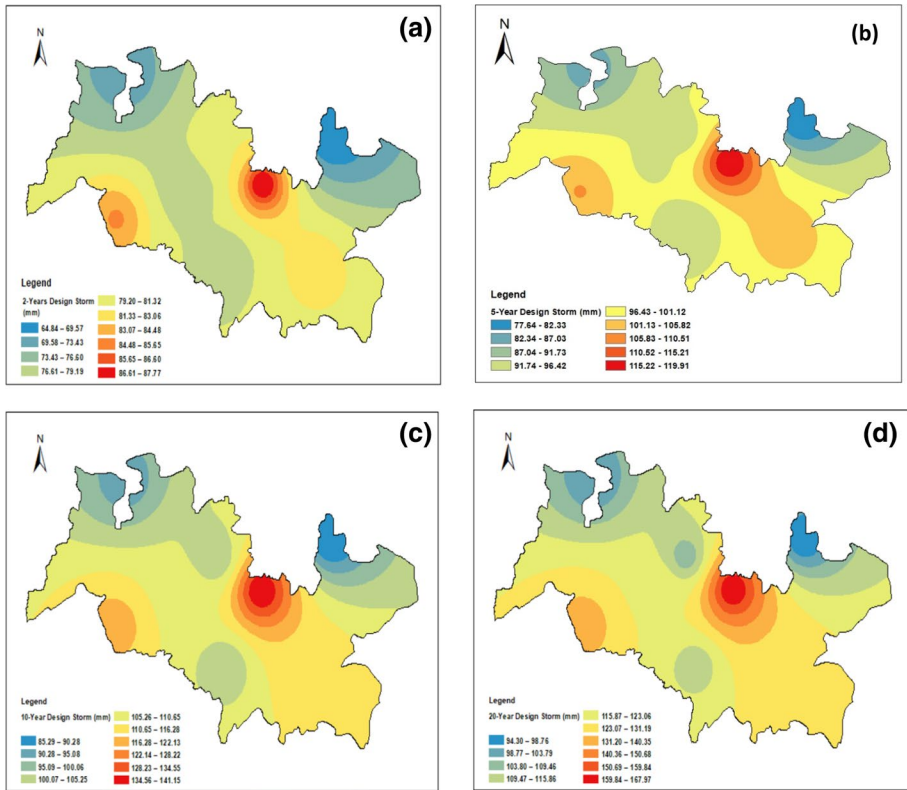 (a)
N
Legend
2-Years Design Storm
(mm)
64.84 – 69.57
69.58 – 73.43
73.43 – 76.60
76.61 – 79.19
79.20 – 81.32
81.33 – 83.06
83.07 – 84.48
84.48 – 85.65
85.65 – 86.60
86.61 – 87.77
(b)
N
Legend
5-Year Design Storm (mm)
77.64 - 82.33
82.34 - 87.03
87.04 - 91.73
91.74 - 96.42
96.43 - 101.12
101.13 - 105.82
105.83 - 110.51
110.52 - 115.21
115.22 - 119.91
(c)
N
Legend
10-Year Design Storm (mm)
85.29 – 90.28
90.28 – 95.08
95.09 – 100.06
100.07 – 105.25
105.26 – 110.65
110.65 – 116.28
116.28 – 122.13
122.14 – 128.22
128.23 – 134.55
134.56 – 141.15
(d)
N
Legend
20-Year Design Storm (mm)
94.30 – 98.76
98.77 – 103.79
103.80 – 109.46
109.47 – 115.86
115.87 – 123.06
123.07 – 131.19
131.20 – 140.35
140.36 – 150.68
150.69 – 159.84
159.84 – 167.97